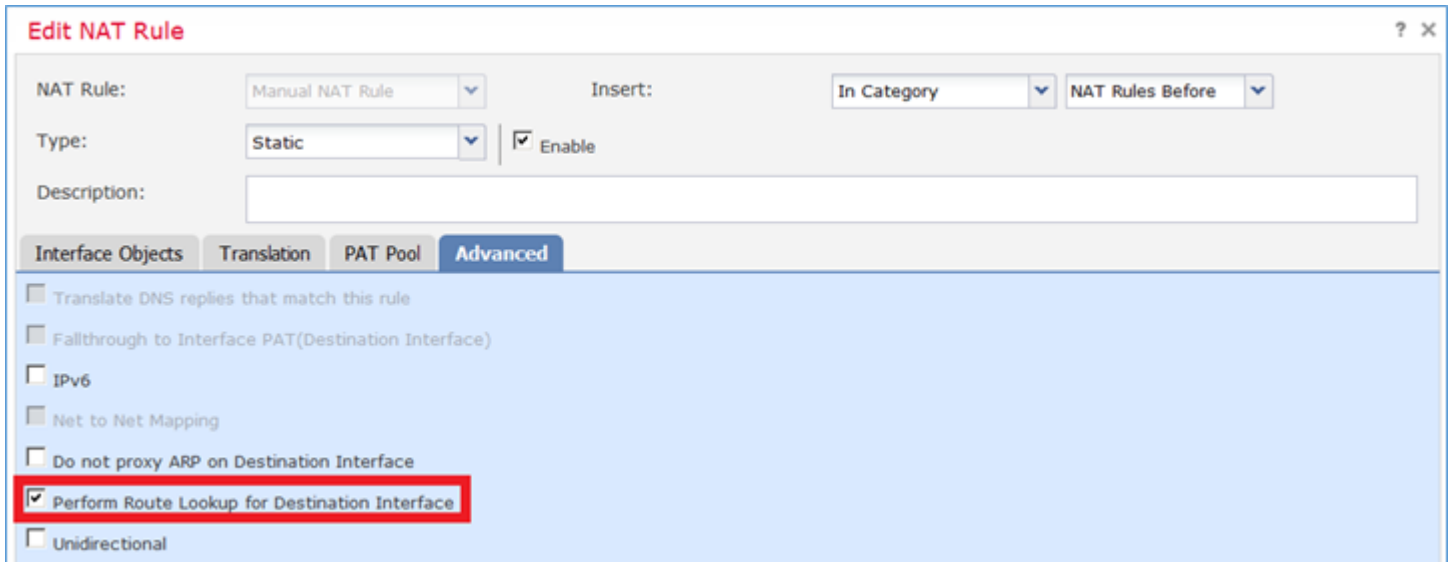 Edit NAT Rule ? ×
NAT Rule: Manual NAT Rule Insert: In Category NAT Rules Before
Type: Static Enable
Description:
Interface Objects Translation PAT Pool Advanced
Translate DNS replies that match this rule
Fallthrough to Interface PAT(Destination Interface)
IPv6
Net to Net Mapping
Do not proxy ARP on Destination Interface
Perform Route Lookup for Destination Interface
Unidirectional